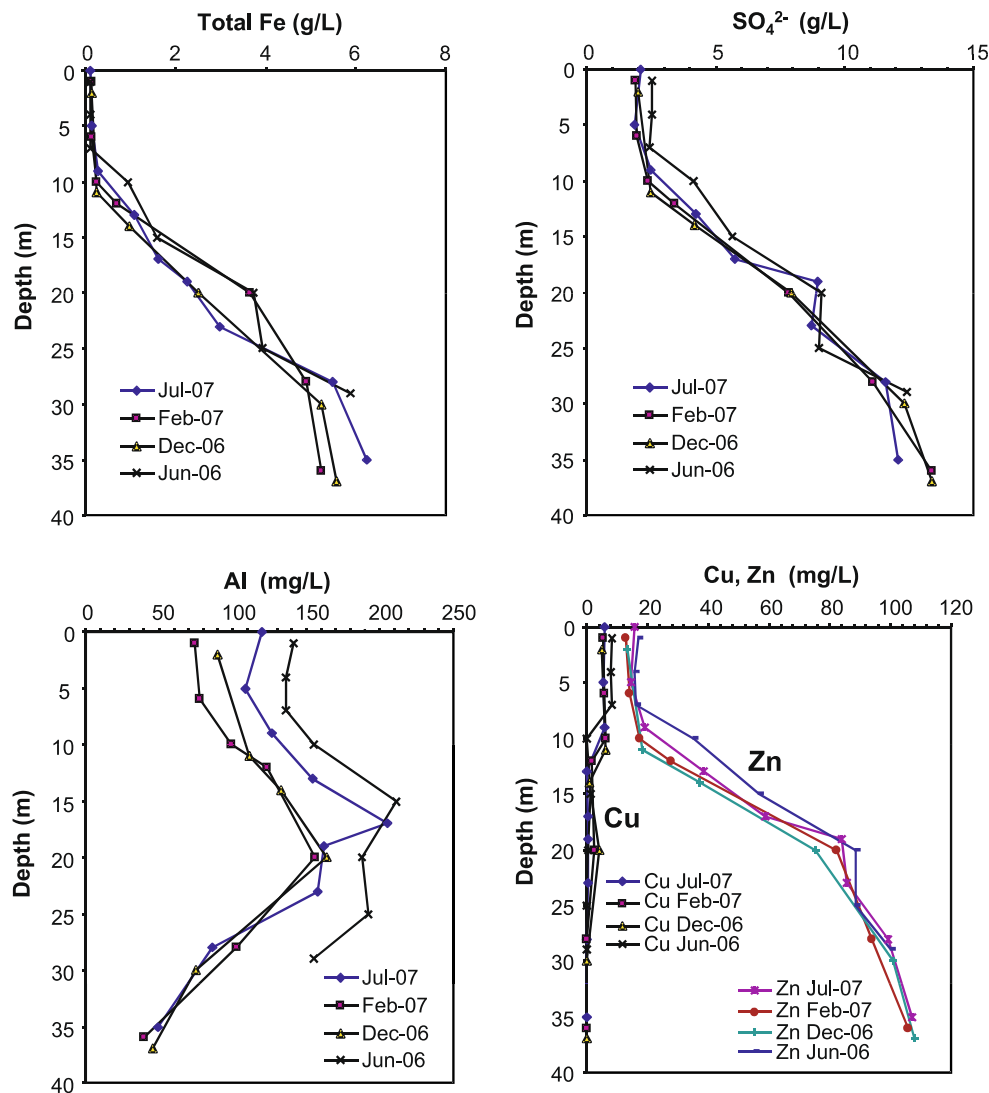 Total Fe (g/L)
0 2 4 6 8
0
5
10
15
20
25
30
35
40
Depth (m)
Jul-07
Feb-07
Dec-06
Jun-06
SO₄²⁻ (g/L)
0 5 10 15
0
5
10
15
20
25
30
35
40
Depth (m)
Jul-07
Feb-07
Dec-06
Jun-06
Al (mg/L)
0 50 100 150 200 250
0
5
10
15
20
25
30
35
40
Depth (m)
Jul-07
Feb-07
Dec-06
Jun-06
Cu, Zn (mg/L)
0 20 40 60 80 100 120
0
5
10
15
20
25
30
35
40
Depth (m)
Zn
Cu
Cu Jul-07
Cu Feb-07
Cu Dec-06
Cu Jun-06
Zn Jul-07
Zn Feb-07
Zn Dec-06
Zn Jun-06